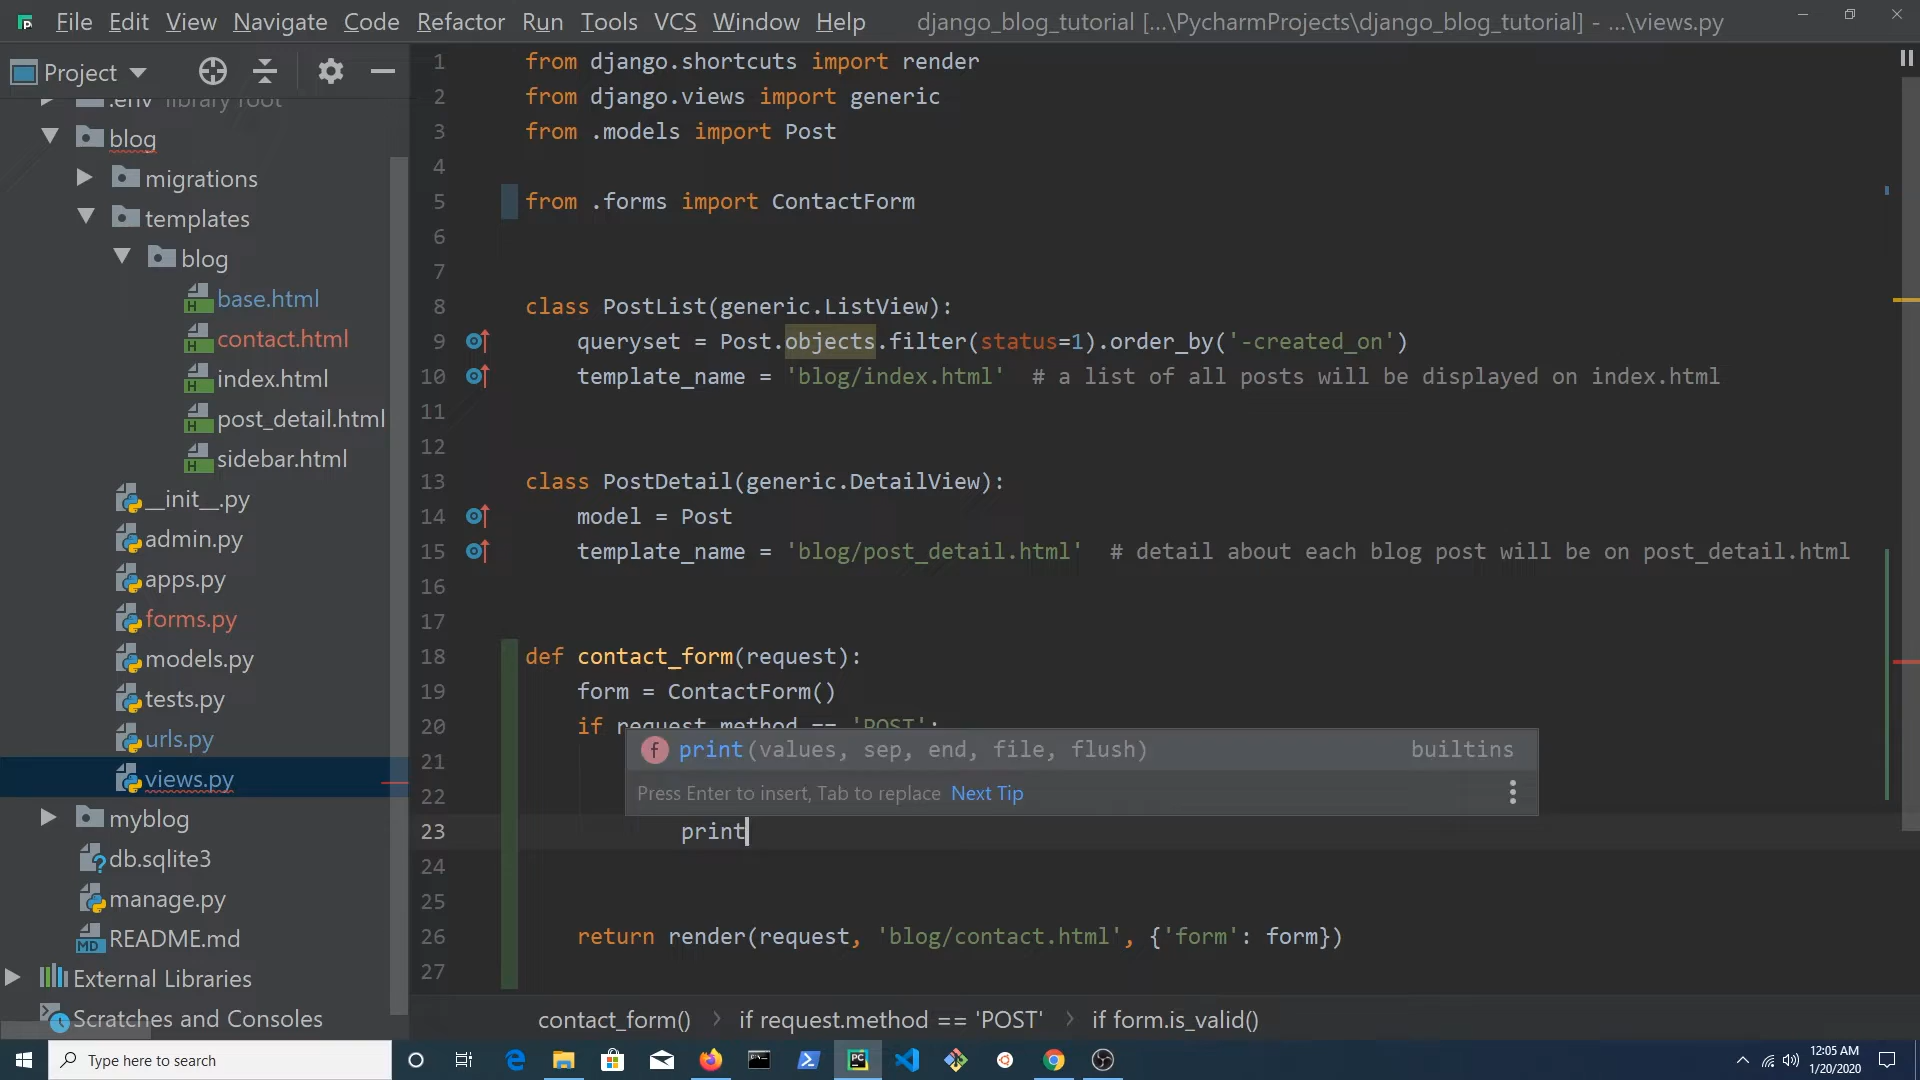 File Edit View Navigate Code Refactor Run Tools VCS Window Help django_blog_tutorial [...\PycharmProjects\django_blog_tutorial] - ...\views.py
Project
.env library root
blog
migrations
templates
blog
base.html
contact.html
index.html
post_detail.html
sidebar.html
__init__.py
admin.py
apps.py
forms.py
models.py
tests.py
urls.py
views.py
myblog
db.sqlite3
manage.py
README.md
External Libraries
Scratches and Consoles
1 from django.shortcuts import render
2 from django.views import generic
3 from .models import Post
4
5 from .forms import ContactForm
6
7
8 class PostList(generic.ListView):
9 queryset = Post.objects.filter(status=1).order_by('-created_on')
10 template_name = 'blog/index.html' # a list of all posts will be displayed on index.html
11
12
13 class PostDetail(generic.DetailView):
14 model = Post
15 template_name = 'blog/post_detail.html' # detail about each blog post will be on post_detail.html
16
17
18 def contact_form(request):
19 form = ContactForm()
20 if request.method == 'POST':
21
22
print(values, sep, end, file, flush) builtins
Press Enter to insert, Tab to replace Next Tip
23 print
24
25
26 return render(request, 'blog/contact.html', {'form': form})
27
contact_form() › if request.method == 'POST' › if form.is_valid()
Type here to search
12:05 AM
1/20/2020